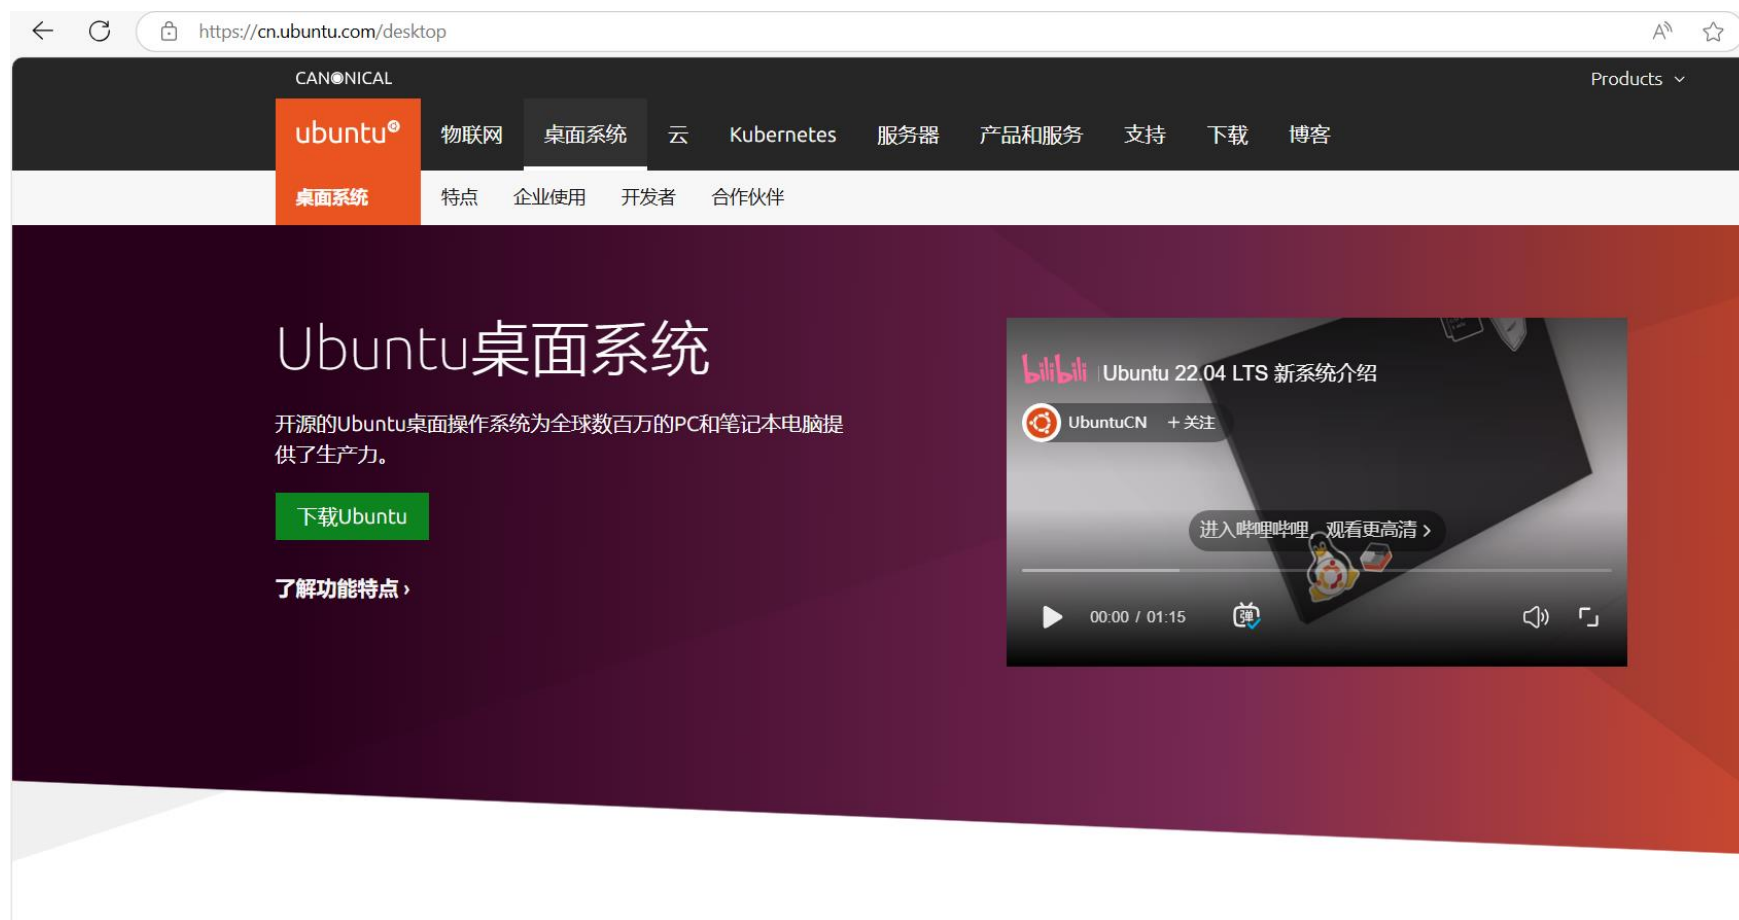 https://cn.ubuntu.com/desktop
CANONICAL
Products
ubuntu
物联网
桌面系统
云
Kubernetes
服务器
产品和服务
支持
下载
博客
桌面系统
特点
企业使用
开发者
合作伙伴
Ubuntu桌面系统
开源的Ubuntu桌面操作系统为全球数百万的PC和笔记本电脑提
供了生产力。
下载Ubuntu
了解功能特点 ›
bilibili
Ubuntu 22.04 LTS 新系统介绍
UbuntuCN
+ 关注
进入哔哩哔哩，观看更高清 ›
00:00 / 01:15
弹